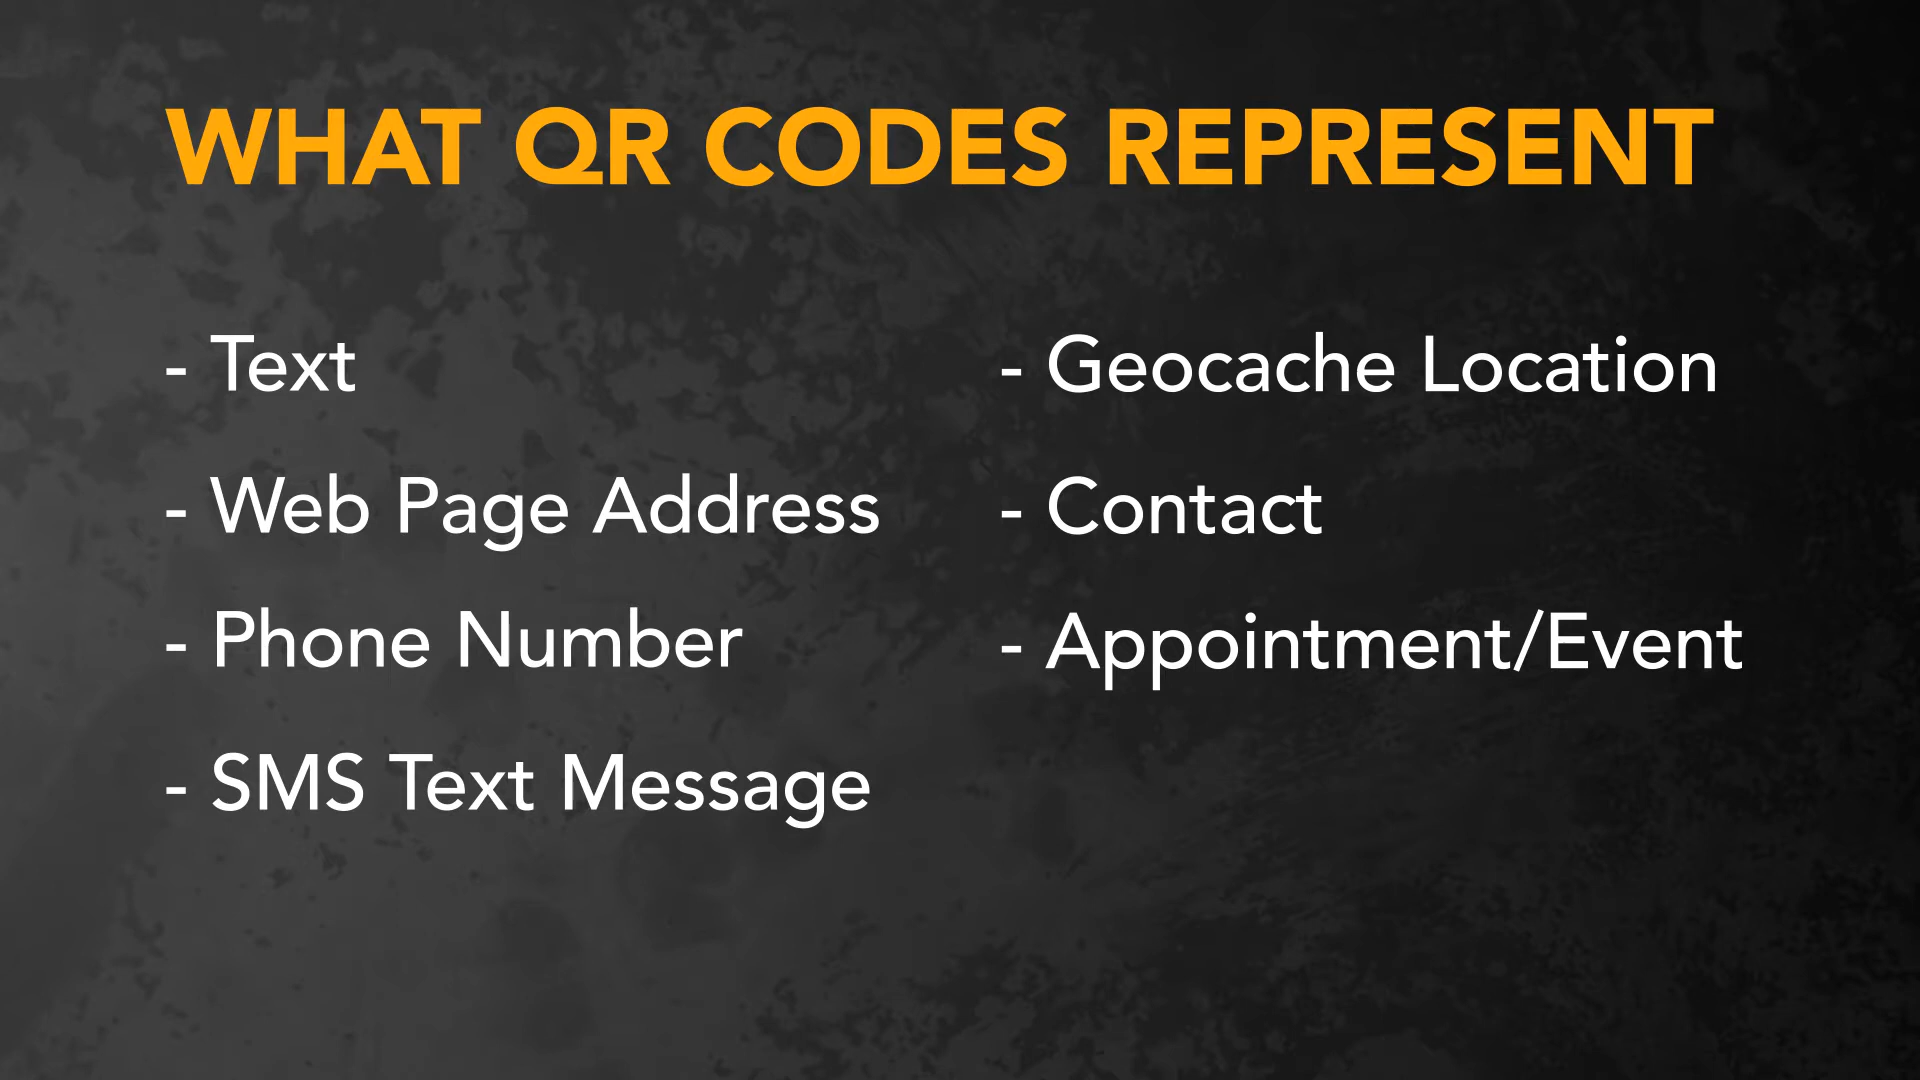 WHAT QR CODES REPRESENT
- Text
- Web Page Address
- Phone Number
- SMS Text Message
- Geocache Location
- Contact
- Appointment/Event